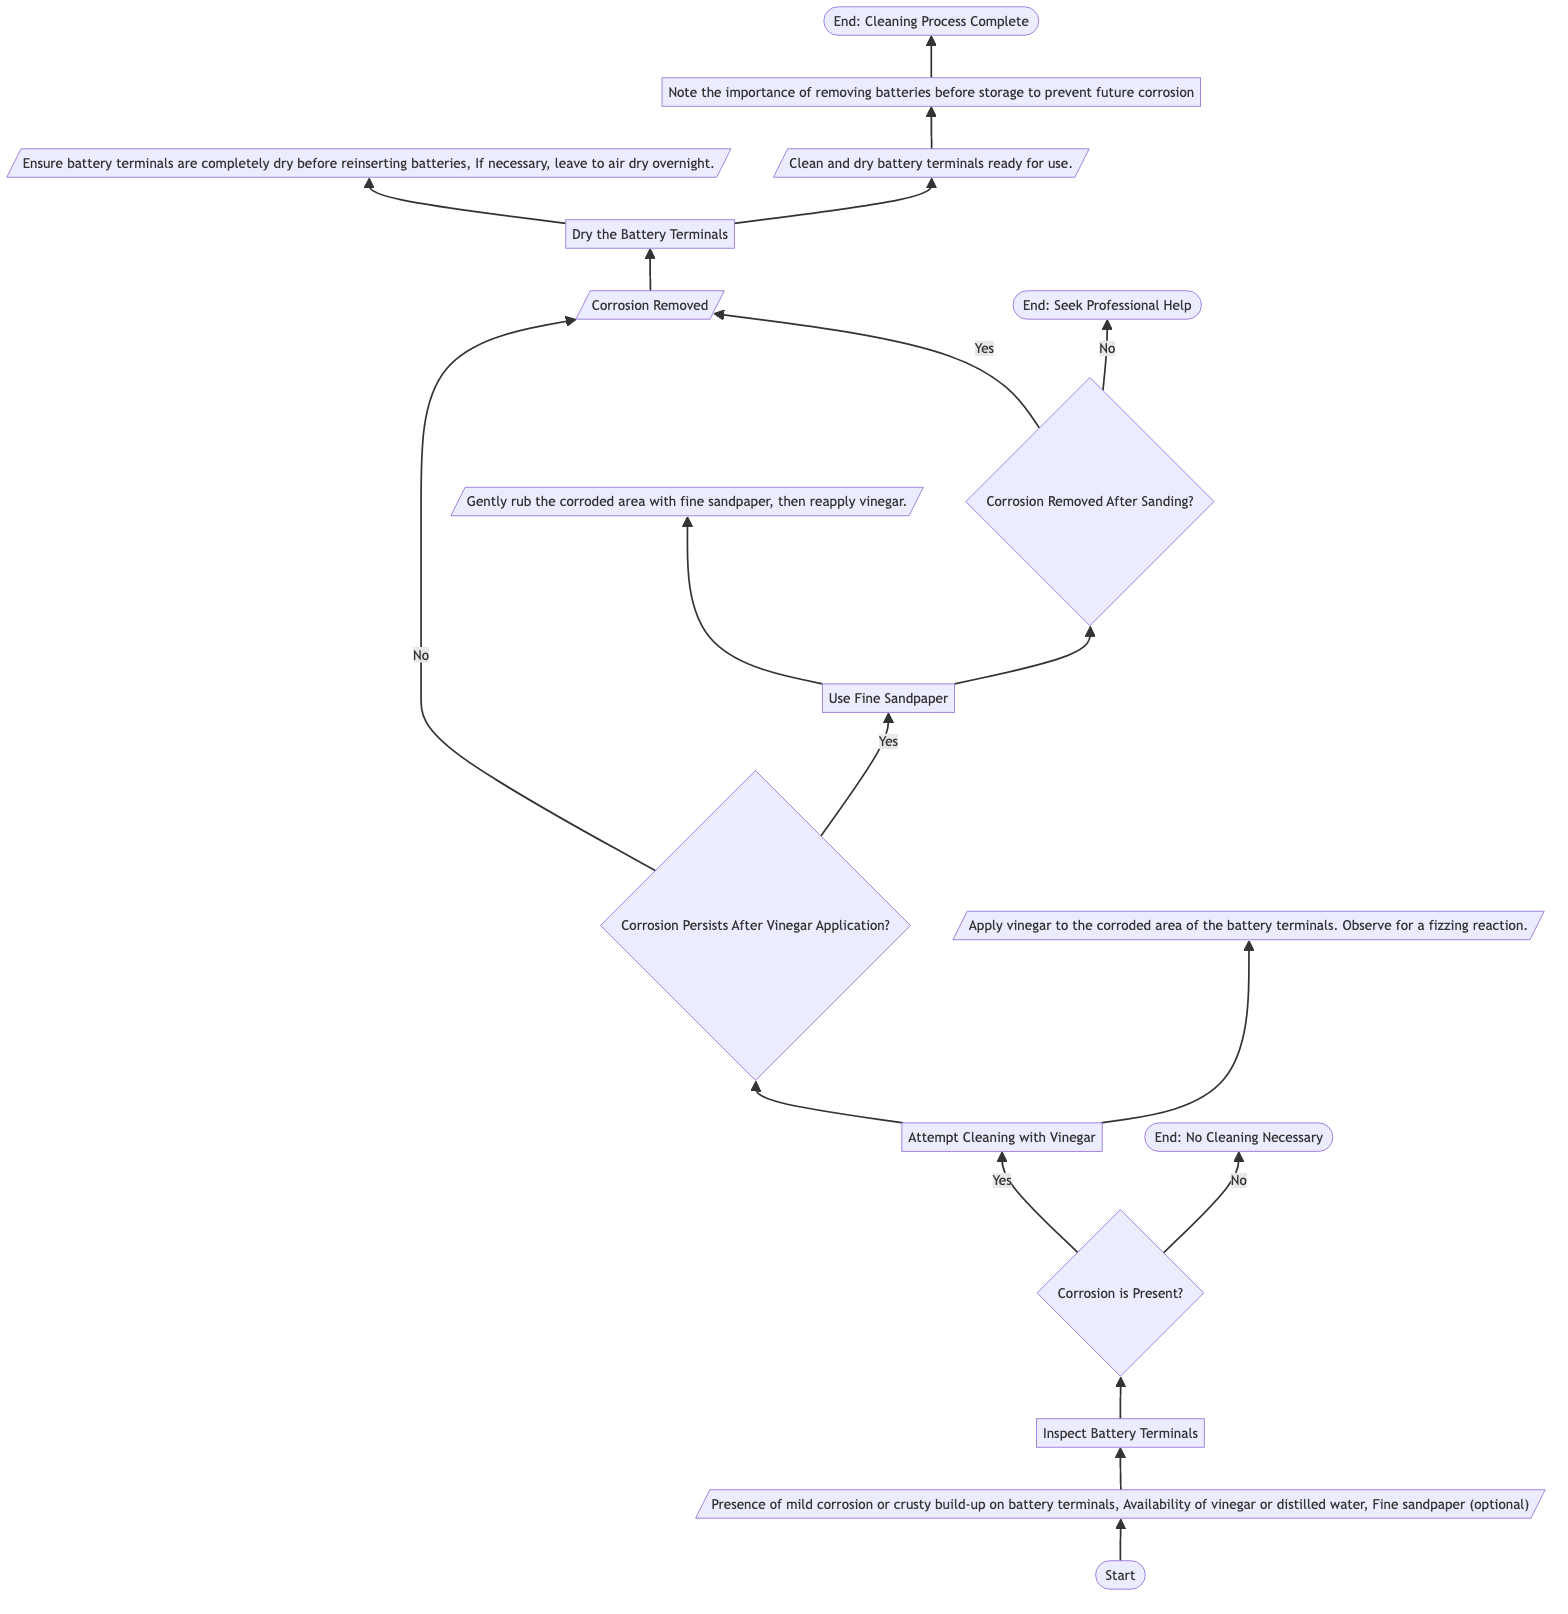 End: Cleaning Process Complete
Note the importance of removing batteries before storage to prevent future corrosion
Ensure battery terminals are completely dry before reinserting batteries, If necessary, leave to air dry overnight.
Clean and dry battery terminals ready for use.
Dry the Battery Terminals
Corrosion Removed
End: Seek Professional Help
Yes
No
Gently rub the corroded area with fine sandpaper, then reapply vinegar.
Corrosion Removed After Sanding?
No
Use Fine Sandpaper
Yes
Corrosion Persists After Vinegar Application?
Apply vinegar to the corroded area of the battery terminals. Observe for a fizzing reaction.
Attempt Cleaning with Vinegar
End: No Cleaning Necessary
Yes
No
Corrosion is Present?
Inspect Battery Terminals
Presence of mild corrosion or crusty build-up on battery terminals, Availability of vinegar or distilled water, Fine sandpaper (optional)
Start